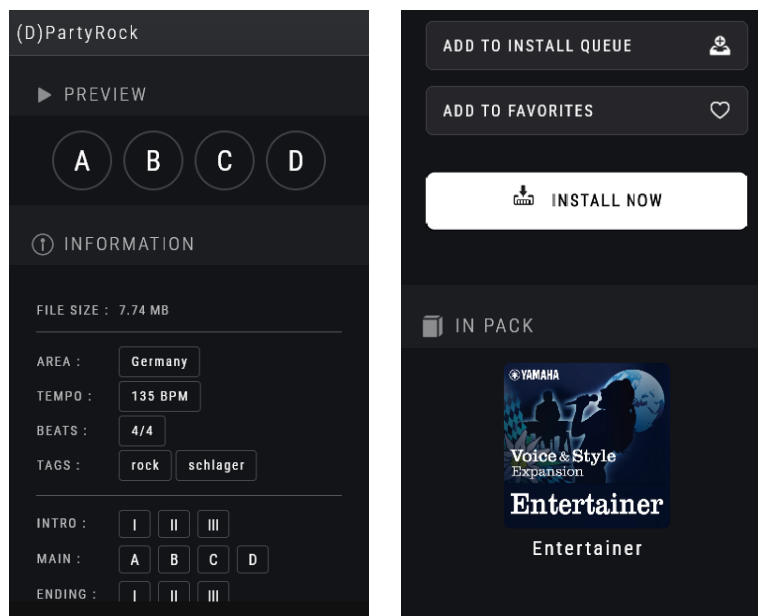 (D)PartyRock
PREVIEW
A B C D
INFORMATION
FILE SIZE : 7.74 MB
AREA : Germany
TEMPO : 135 BPM
BEATS : 4/4
TAGS : rock schlager
INTRO : I II III
MAIN : A B C D
ENDING : I II III
ADD TO INSTALL QUEUE
ADD TO FAVORITES
INSTALL NOW
IN PACK
YAMAHA
Voice & Style
Expansion
Entertainer
Entertainer